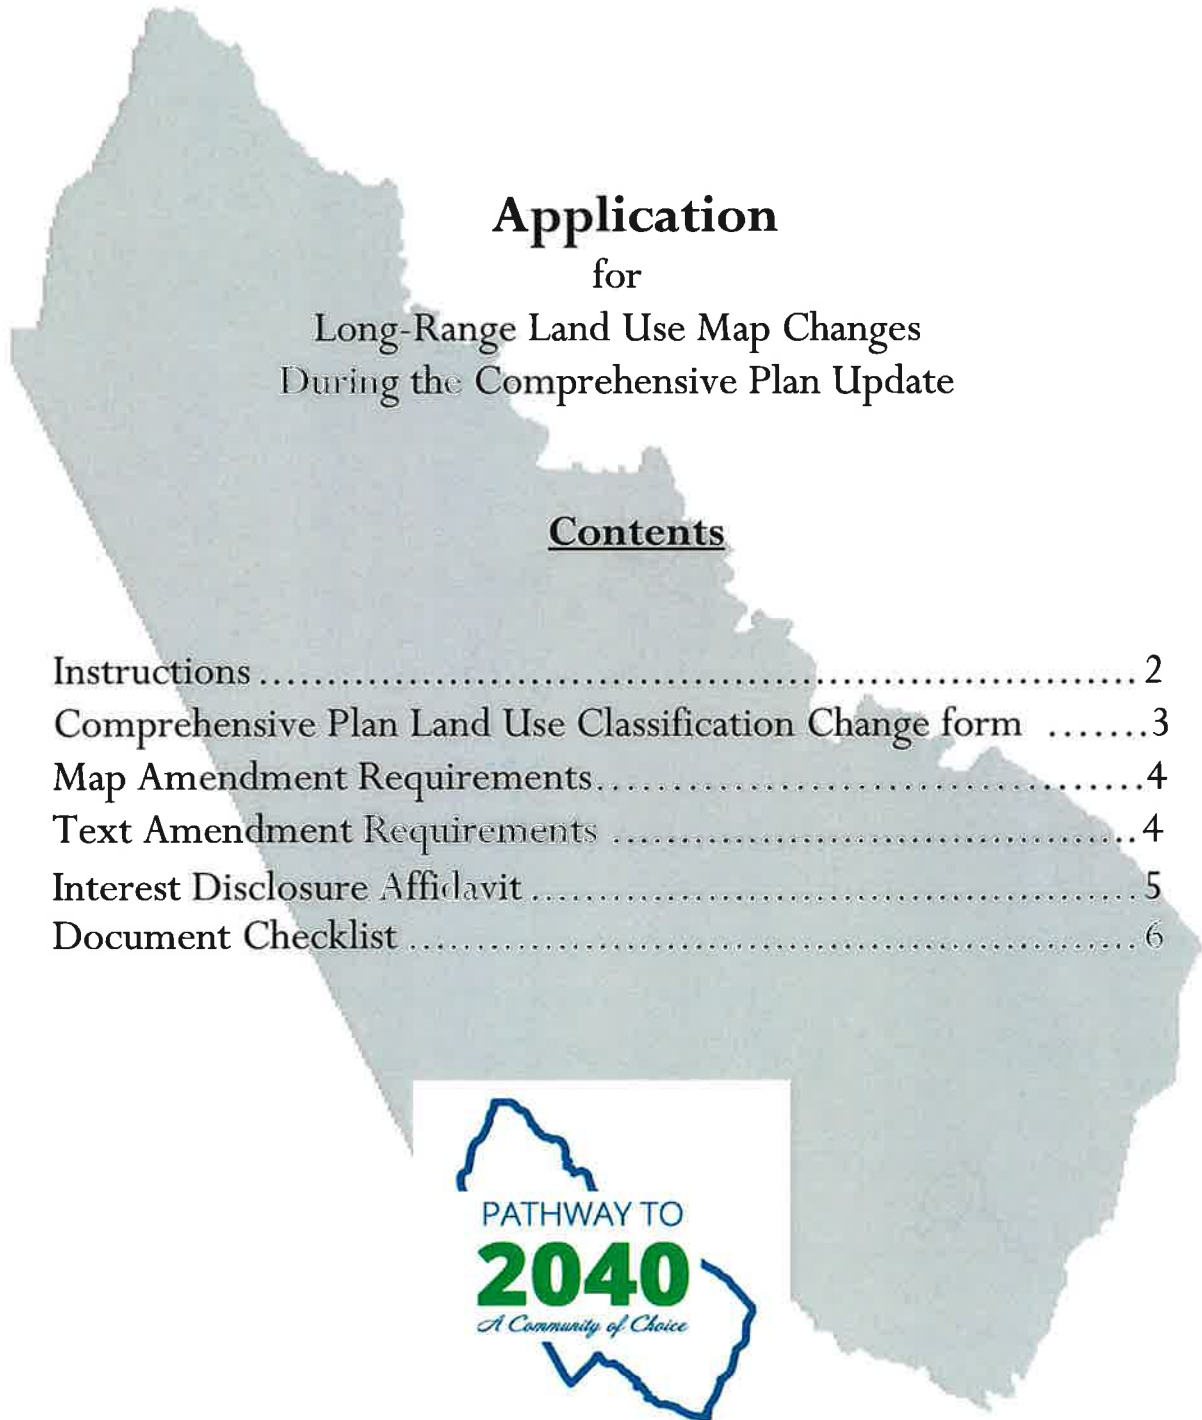 Application
for
Long-Range Land Use Map Changes
During the Comprehensive Plan Update
Contents
Instructions ................................................................ 2
Comprehensive Plan Land Use Classification Change form .......3
Map Amendment Requirements........................................4
Text Amendment Requirements ......................................4
Interest Disclosure Affidavit ............................................ 5
Document Checklist ..................................................... 6
PATHWAY TO
2040
A Community of Choice